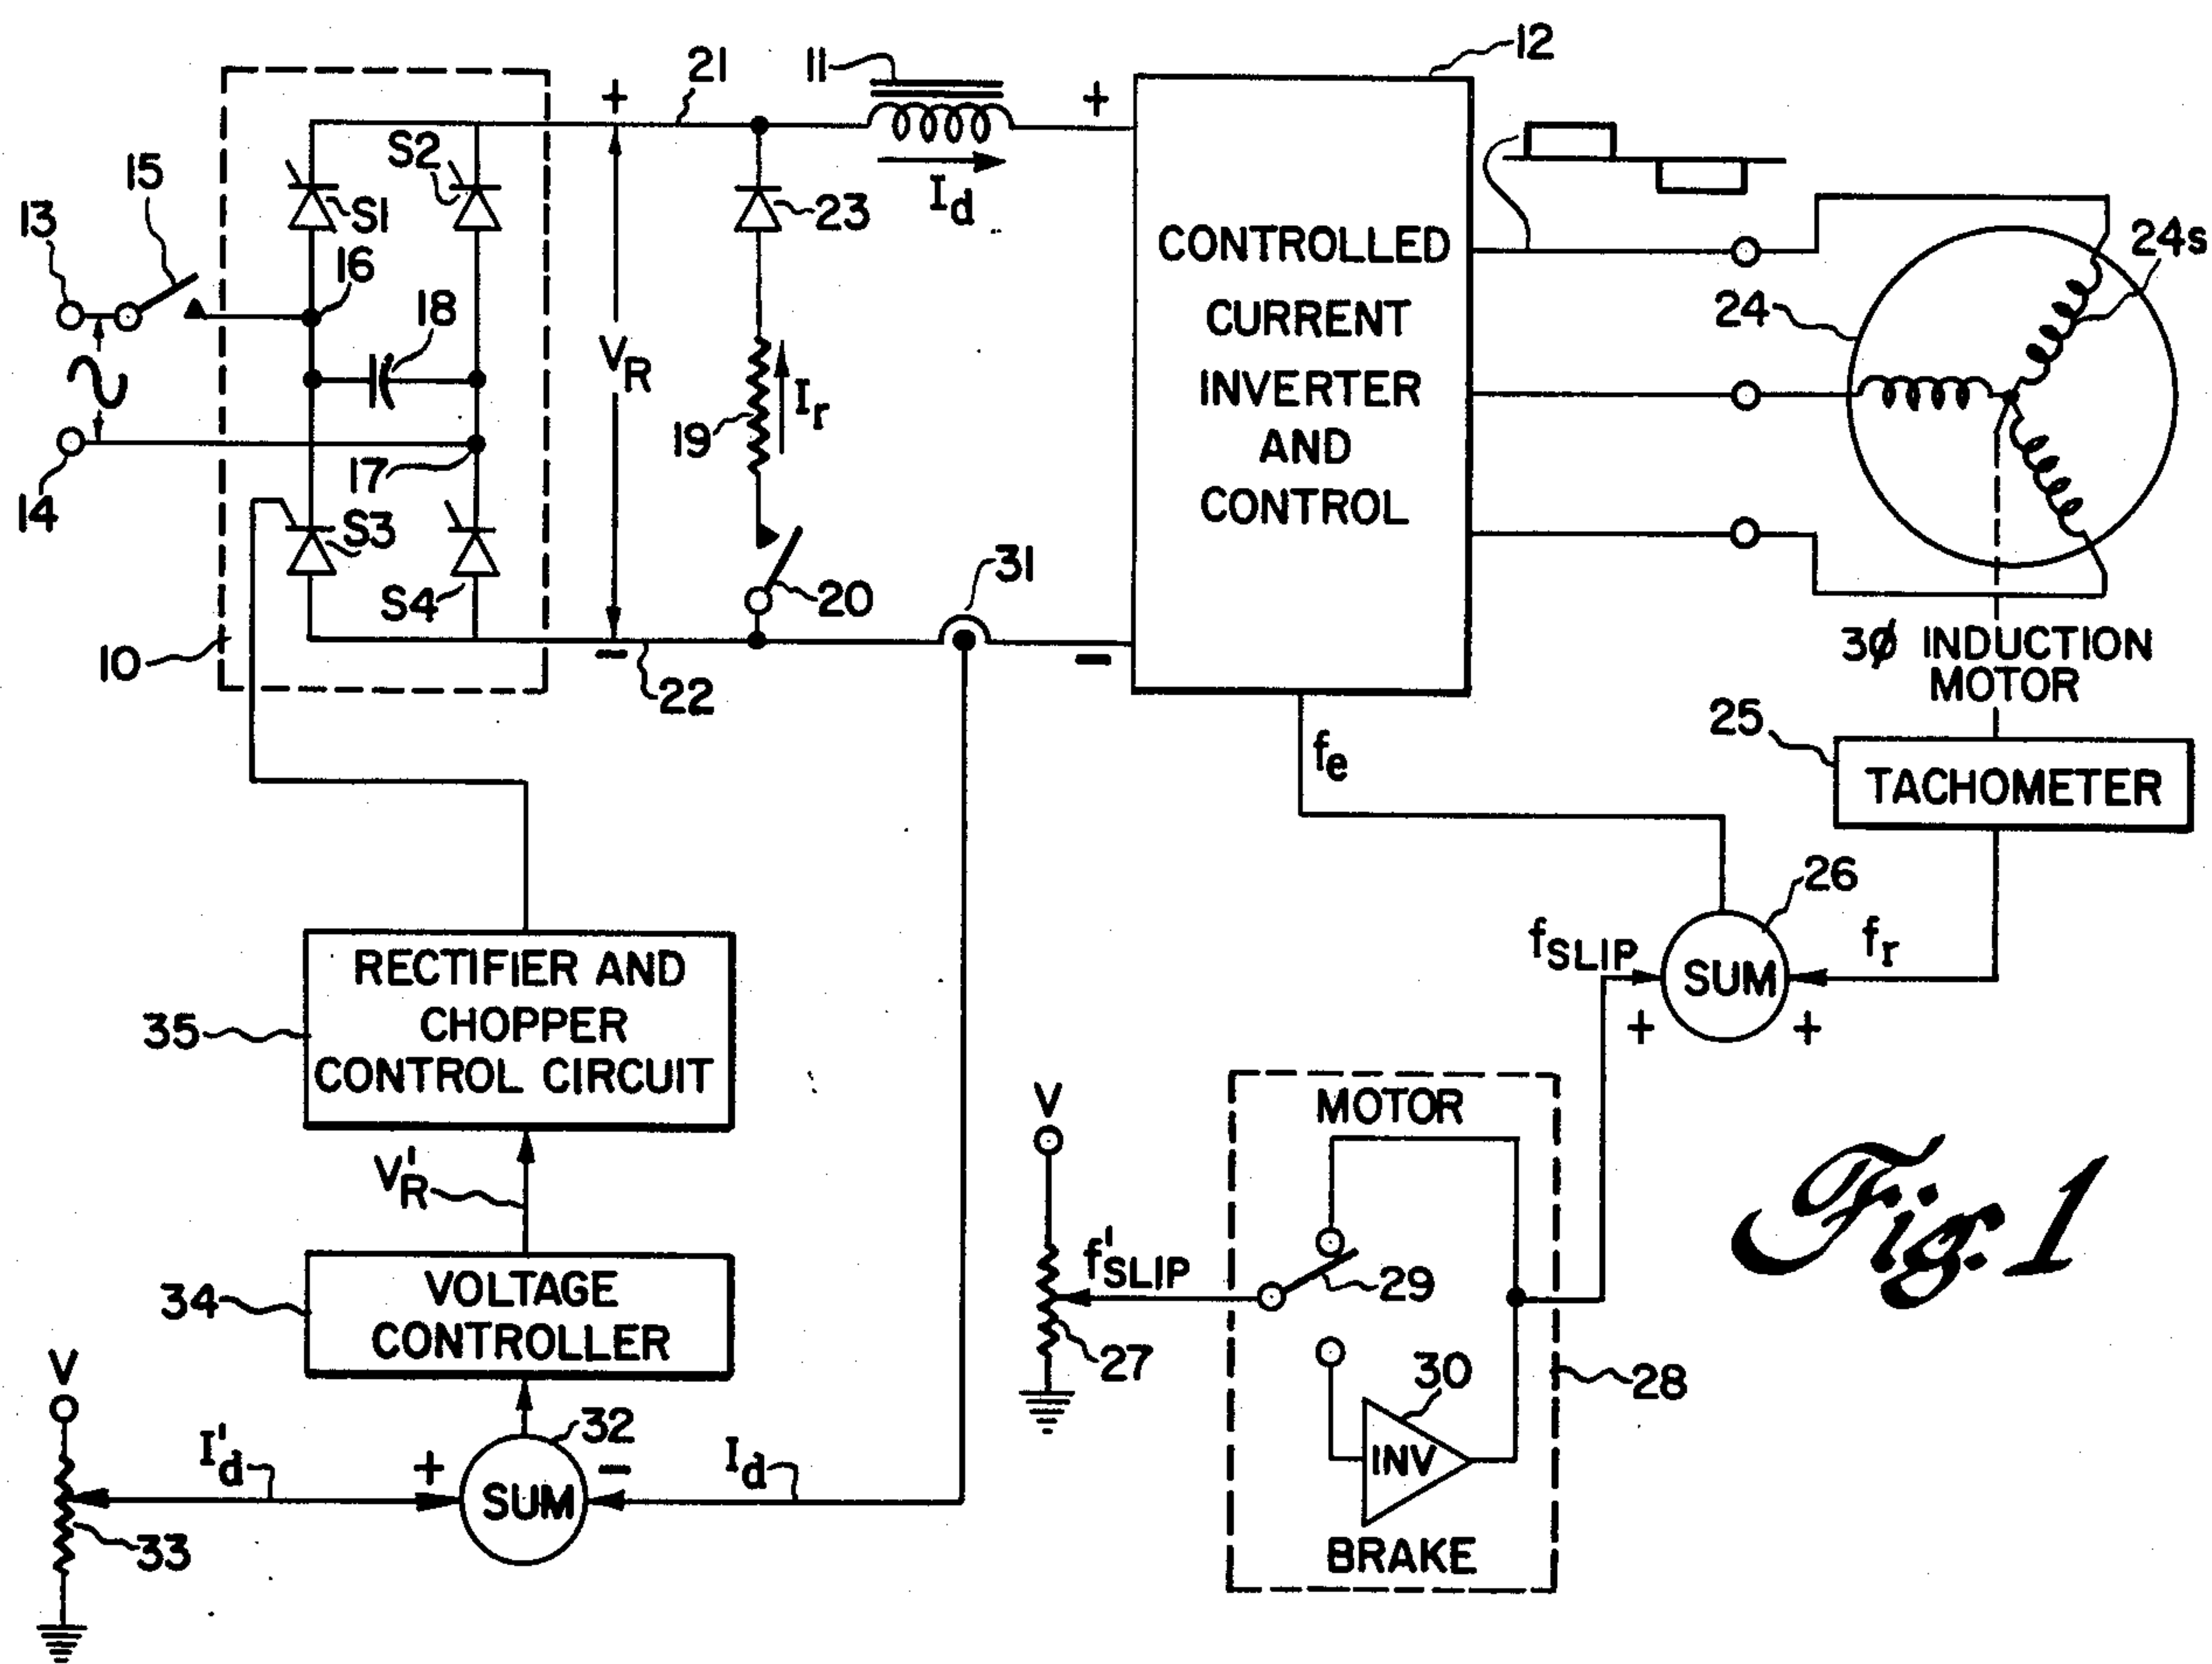 12
21
11
+
+
S2
15
S1
23
Id
13
16
24s
CONTROLLED
CURRENT
INVERTER
AND
CONTROL
24
18
VR
Ir
19
17
14
S3
31
S4
20
10
−
−
22
3ø INDUCTION
MOTOR
25
fe
TACHOMETER
26
fSLIP
fr
SUM
+
+
RECTIFIER AND
CHOPPER
CONTROL CIRCUIT
35
V
MOTOR
V'R
f'SLIP
29
Fig. 1
34
VOLTAGE
CONTROLLER
27
30
28
V
32
I'd
+
−
Id
INV
SUM
33
BRAKE